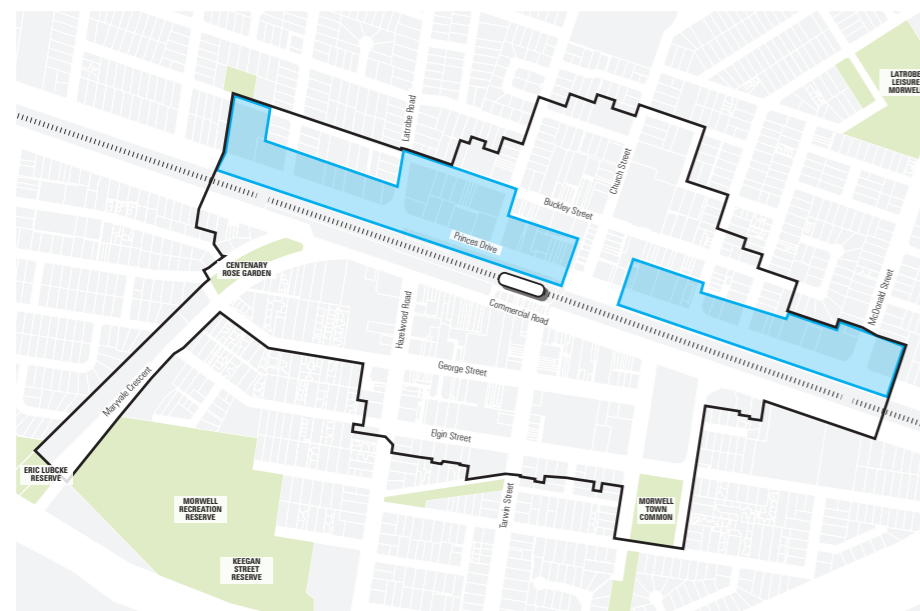 LATROBE
LEISURE
MORWELL
Latrobe Road
Church Street
Buckley Street
Princes Drive
CENTENARY
ROSE GARDEN
McDonald Street
Commercial Road
Hazelwood Road
George Street
Maryvale Crescent
Elgin Street
ERIC LUBCKE
RESERVE
MORWELL
RECREATION
RESERVE
Tarwin Street
MORWELL
TOWN
COMMON
KEEGAN
STREET
RESERVE